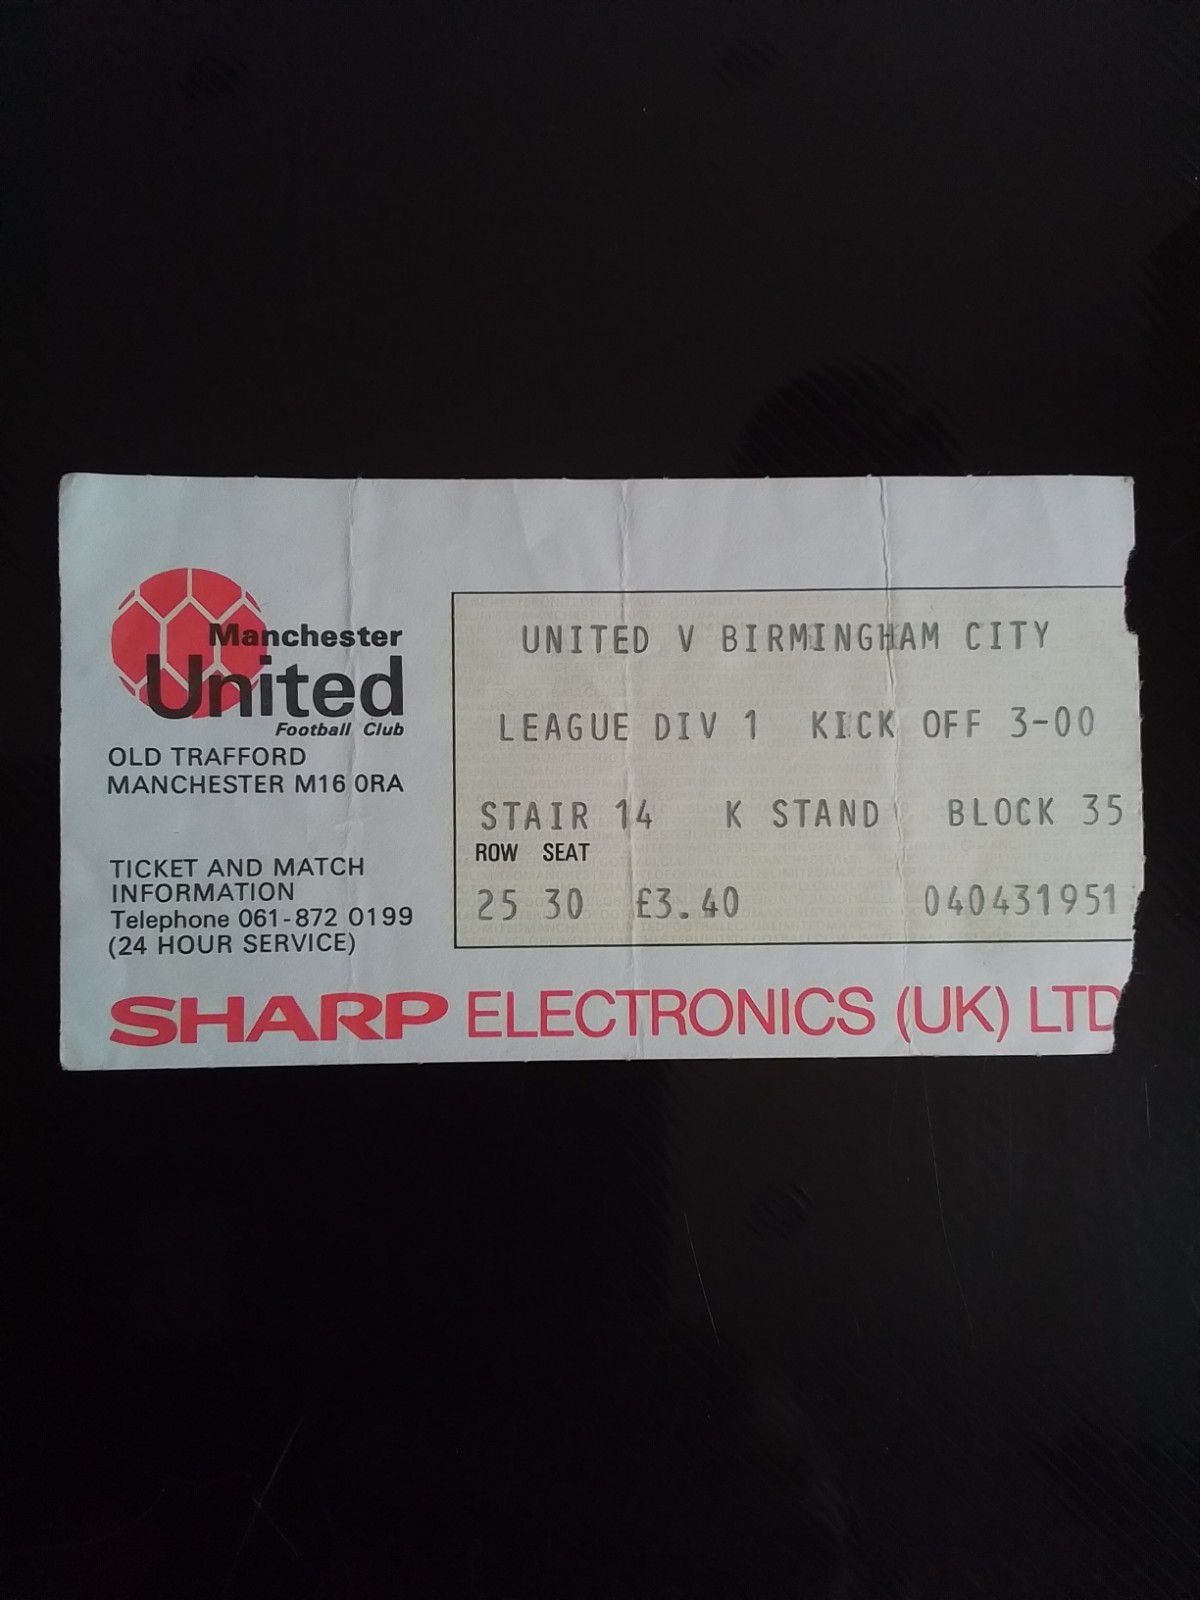 Manchester
United
Football Club
OLD TRAFFORD
MANCHESTER M16 0RA
TICKET AND MATCH
INFORMATION
Telephone 061-872 0199
(24 HOUR SERVICE)
UNITED V BIRMINGHAM CITY
LEAGUE DIV 1 KICK OFF 3-00
STAIR 14 K STAND BLOCK 35
ROW SEAT
25 30 £3.40 040431951
SHARP ELECTRONICS (UK) LTD